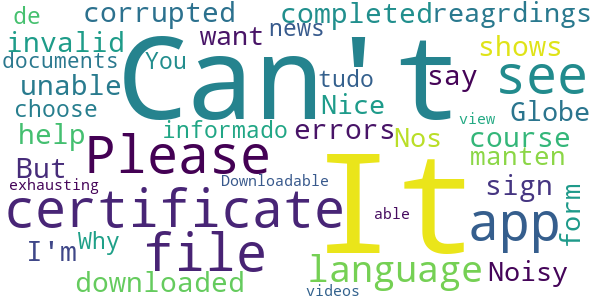 de corrupted want news completed reagrdings
invalid Can't shows
documents You tudo say see
unable Nice Globe
choose informado errors Nos view
help Please It course
But manten
exhausting Downloadable sign
certificate able app form
I'm Why file language Noisy
downloaded videos